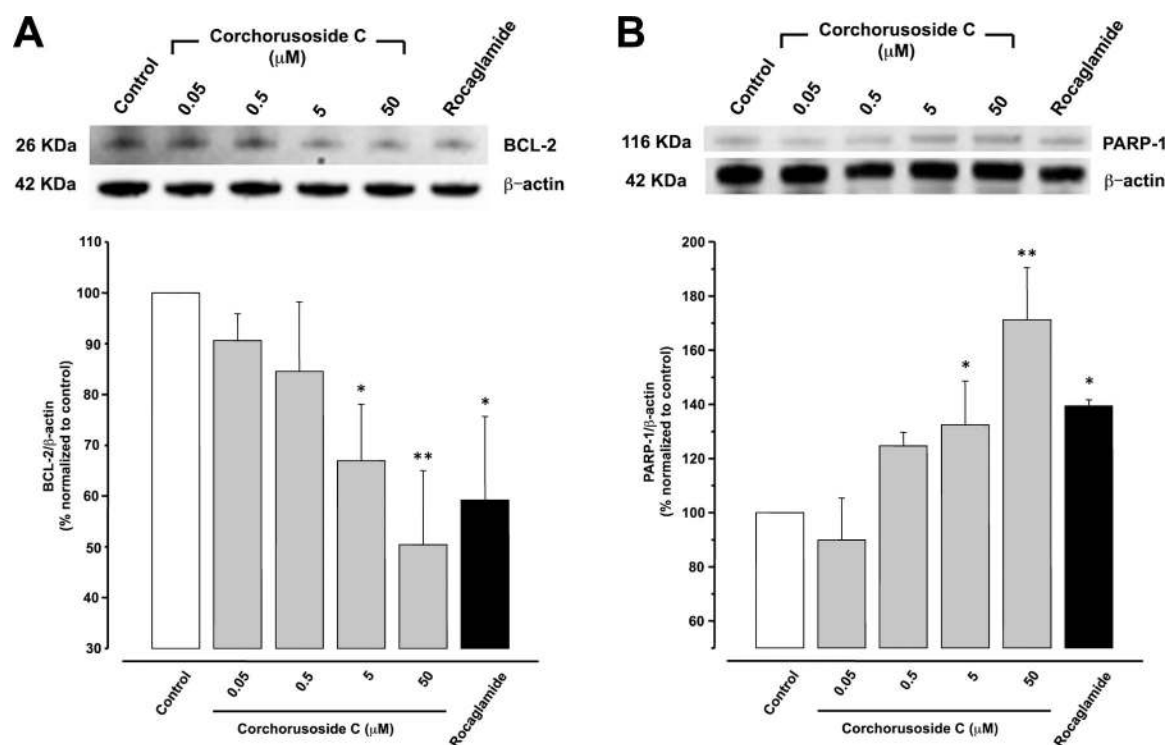 A
Corchorusoside C
(μM)
Control
0.05
0.5
5
50
Rocaglamide
26 KDa
BCL-2
42 KDa
β-actin
110
100
90
80
70
60
50
40
30
BCL-2/β-actin
(% normalized to control)
*
**
*
Control
0.05
0.5
5
50
Rocaglamide
Corchorusoside C (μM)
B
Corchorusoside C
(μM)
Control
0.05
0.5
5
50
Rocaglamide
116 KDa
PARP-1
42 KDa
β-actin
200
180
160
140
120
100
80
60
PARP-1/β-actin
(% normalized to control)
*
**
*
Control
0.05
0.5
5
50
Rocaglamide
Corchorusoside C (μM)